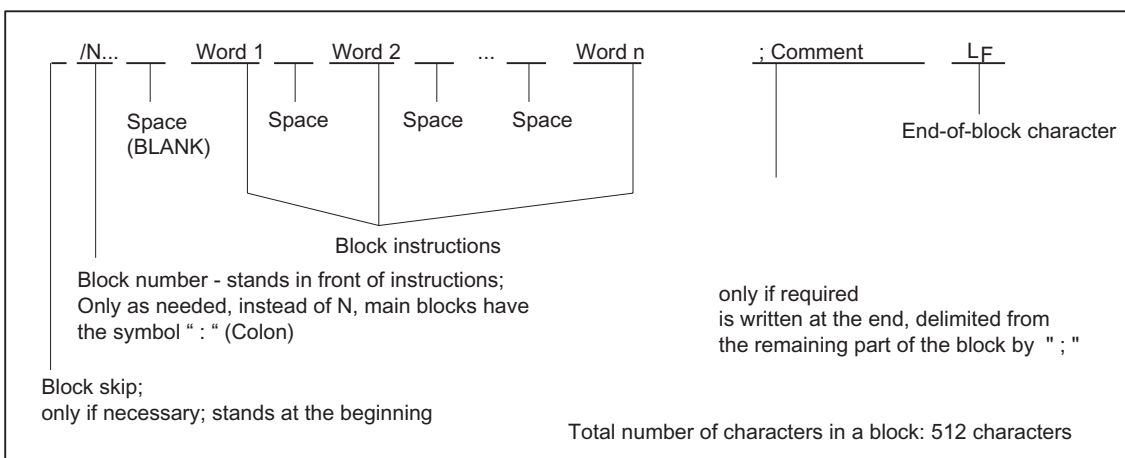 /N... Word 1 Word 2 ... Word n ; Comment LF
Space
(BLANK)
Space
Space
Space
End-of-block character
Block instructions
Block number - stands in front of instructions;
Only as needed, instead of N, main blocks have
the symbol “ : “ (Colon)
only if required
is written at the end, delimited from
the remaining part of the block by " ; "
Block skip;
only if necessary; stands at the beginning
Total number of characters in a block: 512 characters